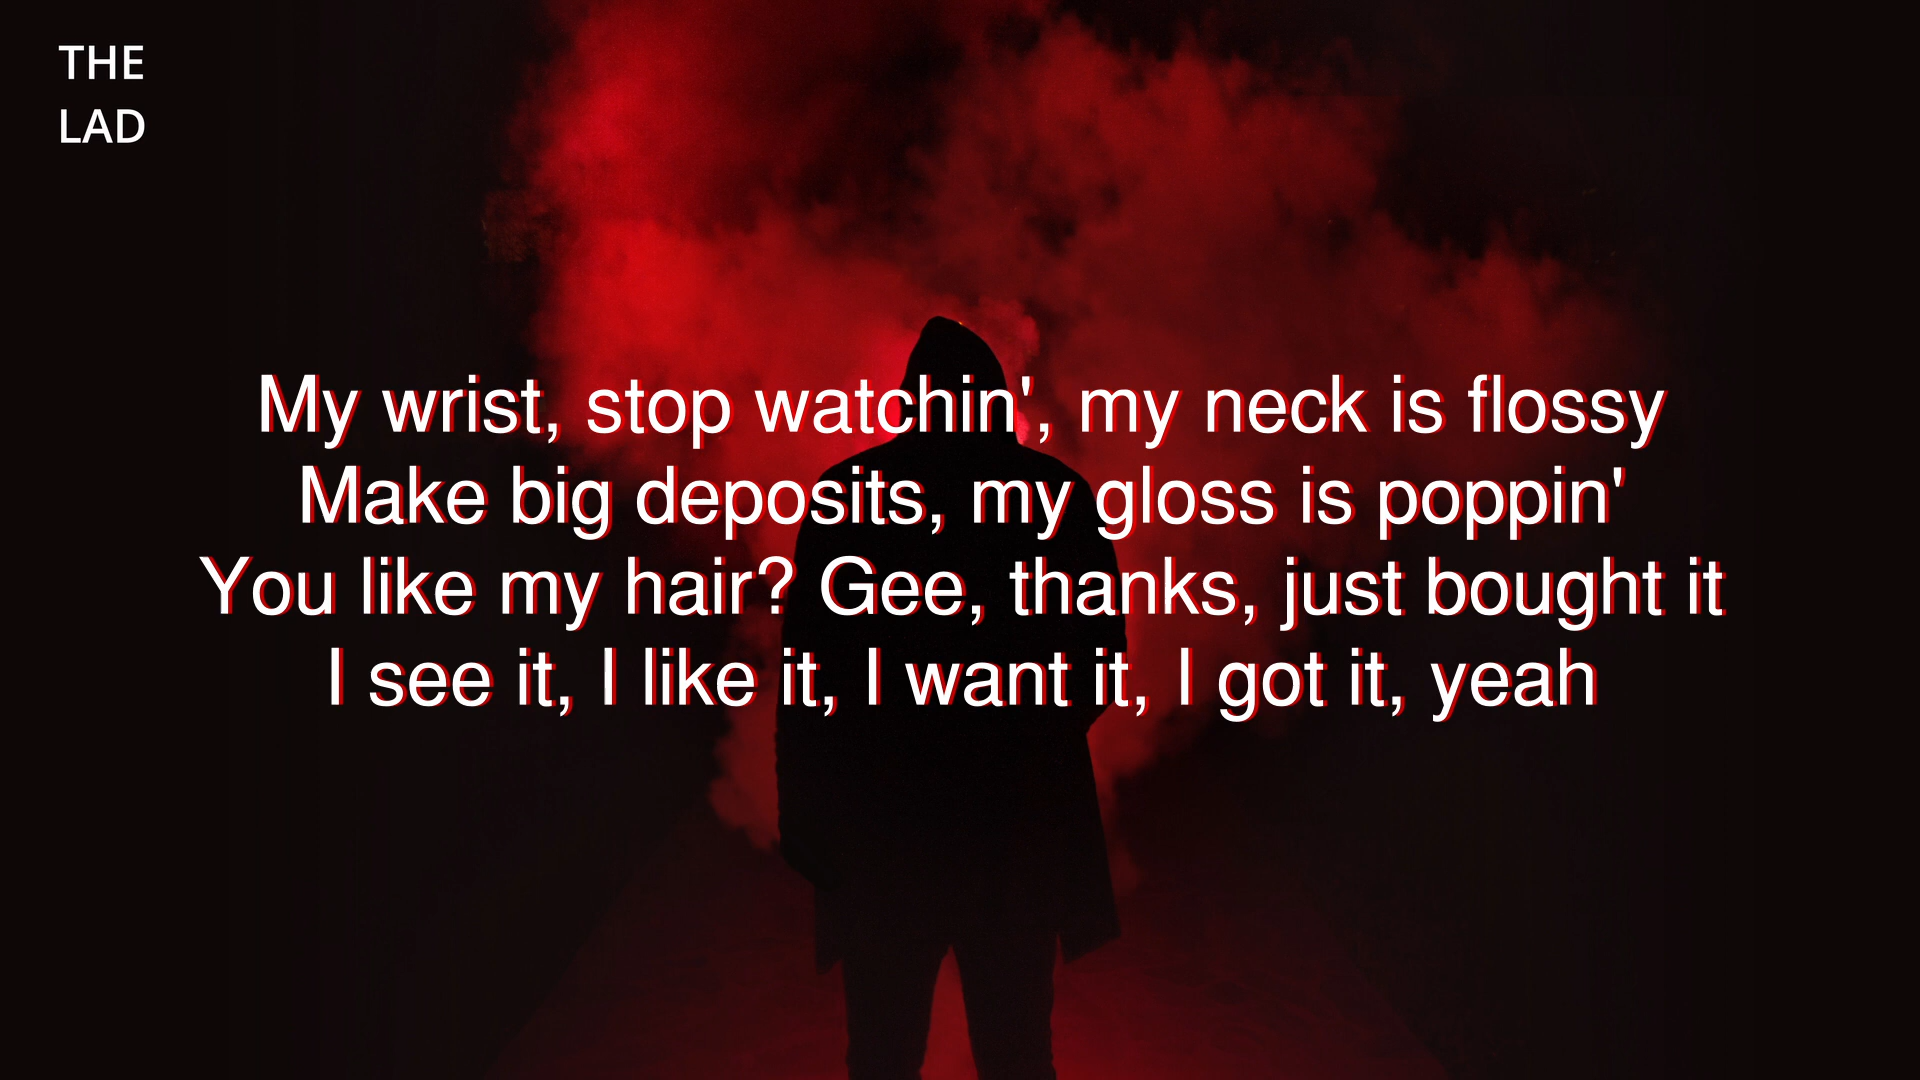 THE
LAD
My wrist, stop watchin', my neck is flossy
Make big deposits, my gloss is poppin'
You like my hair? Gee, thanks, just bought it
I see it, I like it, I want it, I got it, yeah